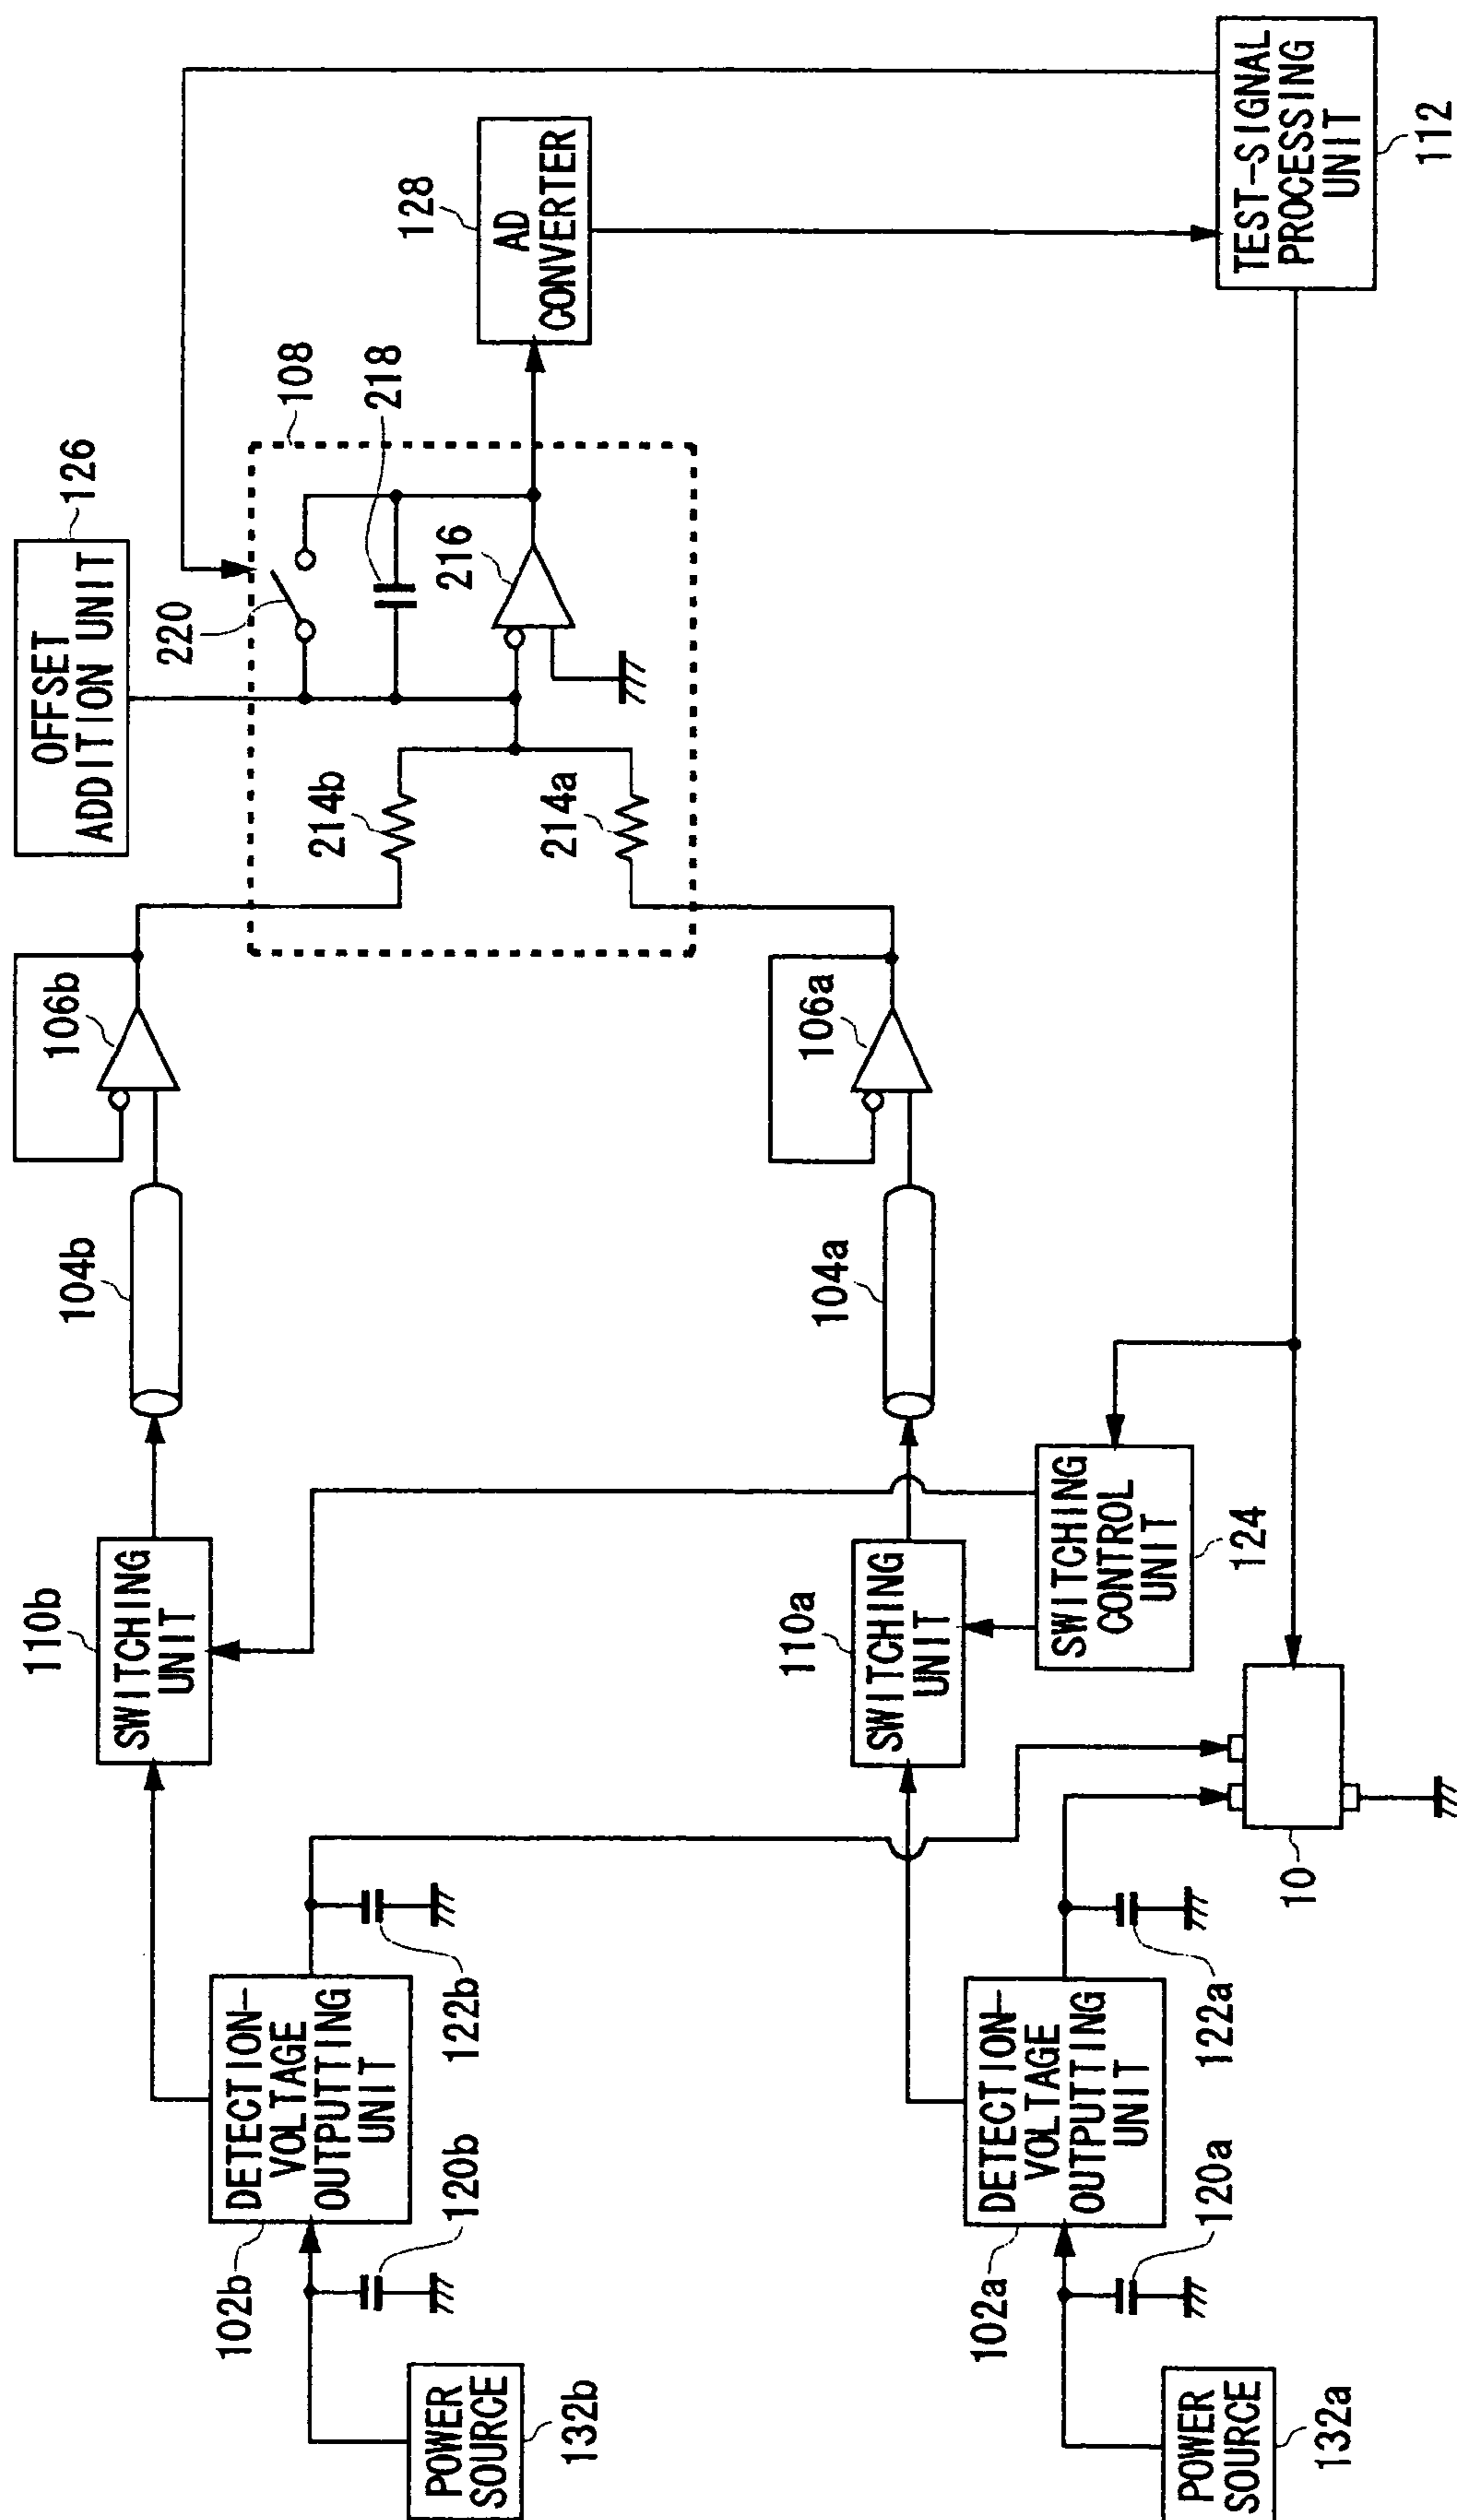 OFFSET
ADDITION UNIT
126
106b
104b
110b
SWITCHING
UNIT
220
108
218
216
214b
214a
128
AD
CONVERTER
DETECTION-
VOLTAGE
OUTPUTTING
UNIT
102b
122b
120b
POWER
SOURCE
132b
106a
104a
110a
SWITCHING
UNIT
SWITCHING
CONTROL
UNIT
124
TEST-SIGNAL
PROCESSING
UNIT
112
DETECTION-
VOLTAGE
OUTPUTTING
UNIT
102a
122a
120a
10
POWER
SOURCE
132a